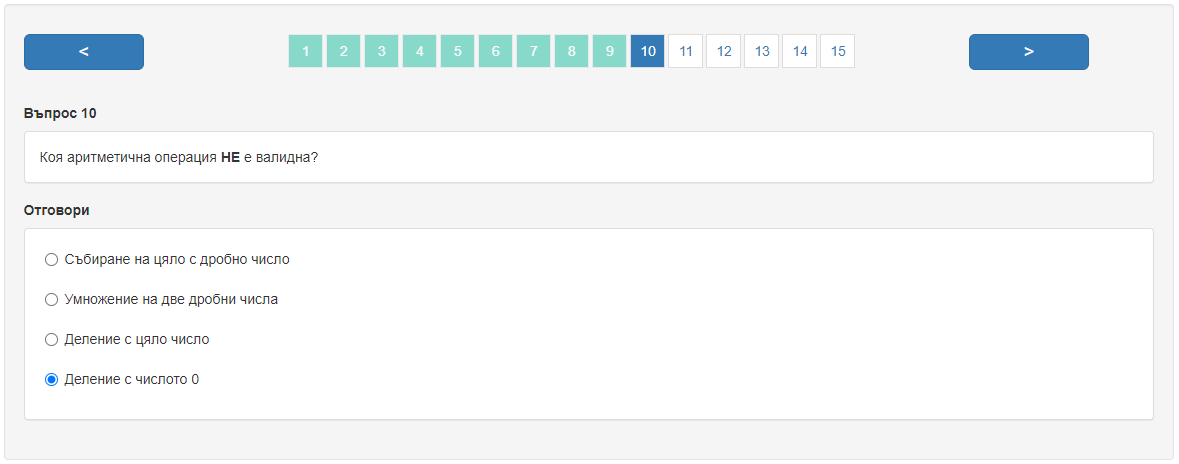 < 1 2 3 4 5 6 7 8 9 10 11 12 13 14 15 >
Въпрос 10
Коя аритметична операция НЕ е валидна?
Отговори
Събиране на цяло с дробно число
Умножение на две дробни числа
Деление с цяло число
Деление с числото 0